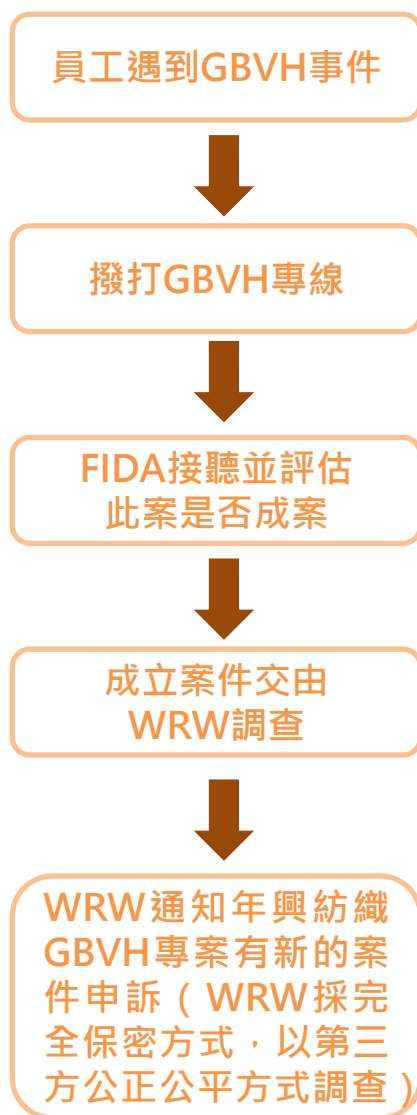 員工遇到GBVH事件
撥打GBVH專線
FIDA接聽並評估
此案是否成案
成立案件交由
WRW調查
WRW通知年興紡織
GBVH專案有新的案
件申訴（WRW採完
全保密方式，以第三
方公正公平方式調查）